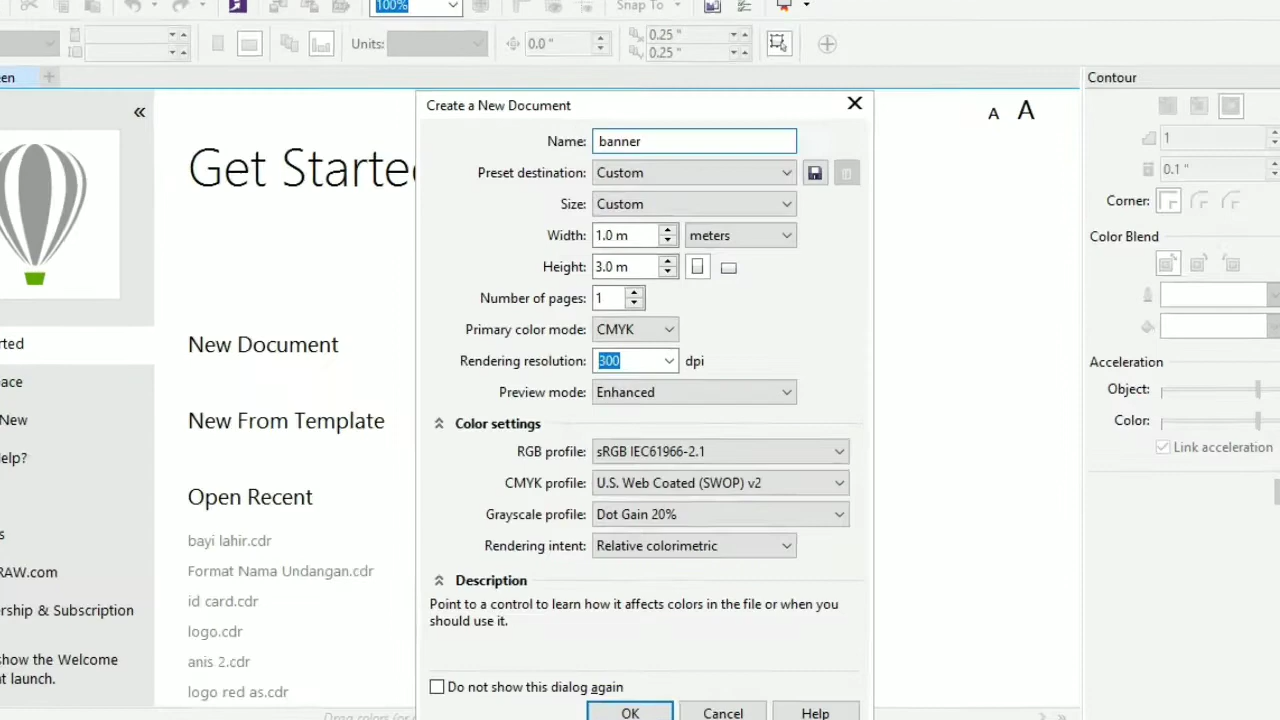 100%
Snap To
Units:
0.0 "
0.25 "
0.25 "
een
Contour
1
0.1 "
Corner:
Color Blend
Acceleration
Object:
Color:
Link acceleration
«
A A
Get Starte
rted
ace
New
elp?
s
RAW.com
ership & Subscription
show the Welcome
t launch.
New Document
New From Template
Open Recent
bayi lahir.cdr
Format Nama Undangan.cdr
id card.cdr
logo.cdr
anis 2.cdr
logo red as.cdr
Create a New Document
Name: banner
Preset destination: Custom
Size: Custom
Width: 1.0 m meters
Height: 3.0 m
Number of pages: 1
Primary color mode: CMYK
Rendering resolution: 300 dpi
Preview mode: Enhanced
Color settings
RGB profile: sRGB IEC61966-2.1
CMYK profile: U.S. Web Coated (SWOP) v2
Grayscale profile: Dot Gain 20%
Rendering intent: Relative colorimetric
Description
Point to a control to learn how it affects colors in the file or when you
should use it.
Do not show this dialog again
OK Cancel Help
Drag colors (or